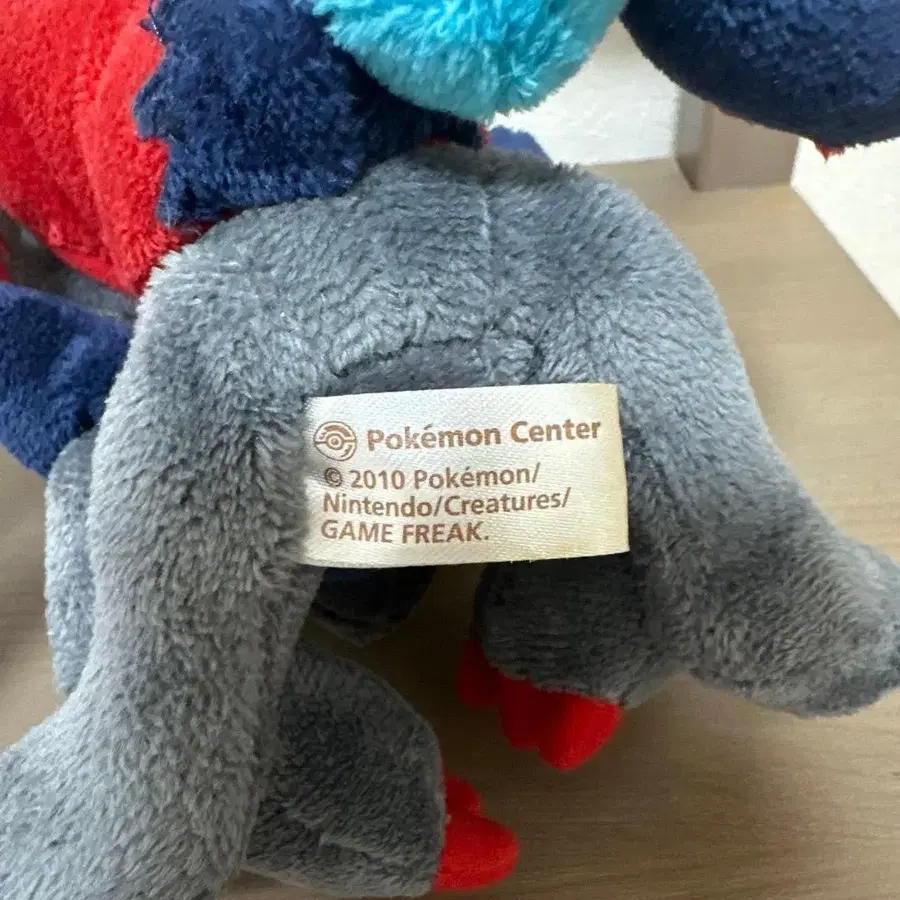 Pokémon Center
© 2010 Pokémon/
Nintendo/Creatures/
GAME FREAK.